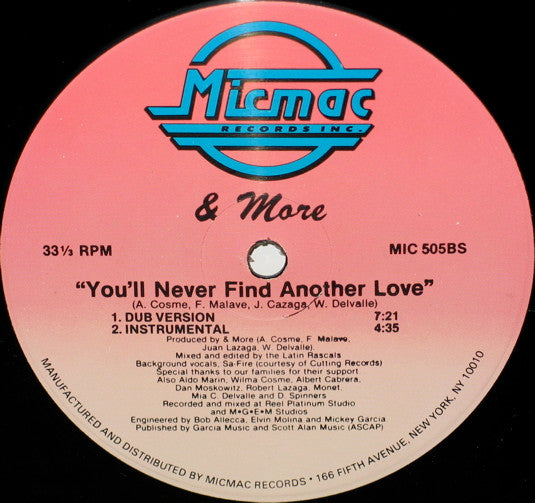 Micmac
RECORDS INC.
& More
33⅓ RPM
MIC 505BS
"You'll Never Find Another Love"
(A. Cosme, F. Malave, J. Cazaga, W. Delvalle)
1. DUB VERSION 7:21
2. INSTRUMENTAL 4:35
Produced by & More (A. Cosme, F. Malave,
Juan Lazaga, W. Delvalle).
Mixed and edited by the Latin Rascals
Background vocals, Sa-Fire (courtesy of Cutting Records)
Special thanks to our families for their support.
Also Aldo Marin, Wilma Cosme, Albert Cabrera,
Dan Moskowitz, Robert Lazaga, Monet.
Mia C. Delvalle and D. Spinners
Recorded and mixed at Reel Platinum Studio
and M•G•E•M Studios
Engineered by Bob Allecca, Elvin Molina and Mickey Garcia.
Published by Garcia Music and Scott Alan Music (ASCAP)
MANUFACTURED AND DISTRIBUTED BY MICMAC RECORDS • 166 FIFTH AVENUE, NEW YORK, NY 10010